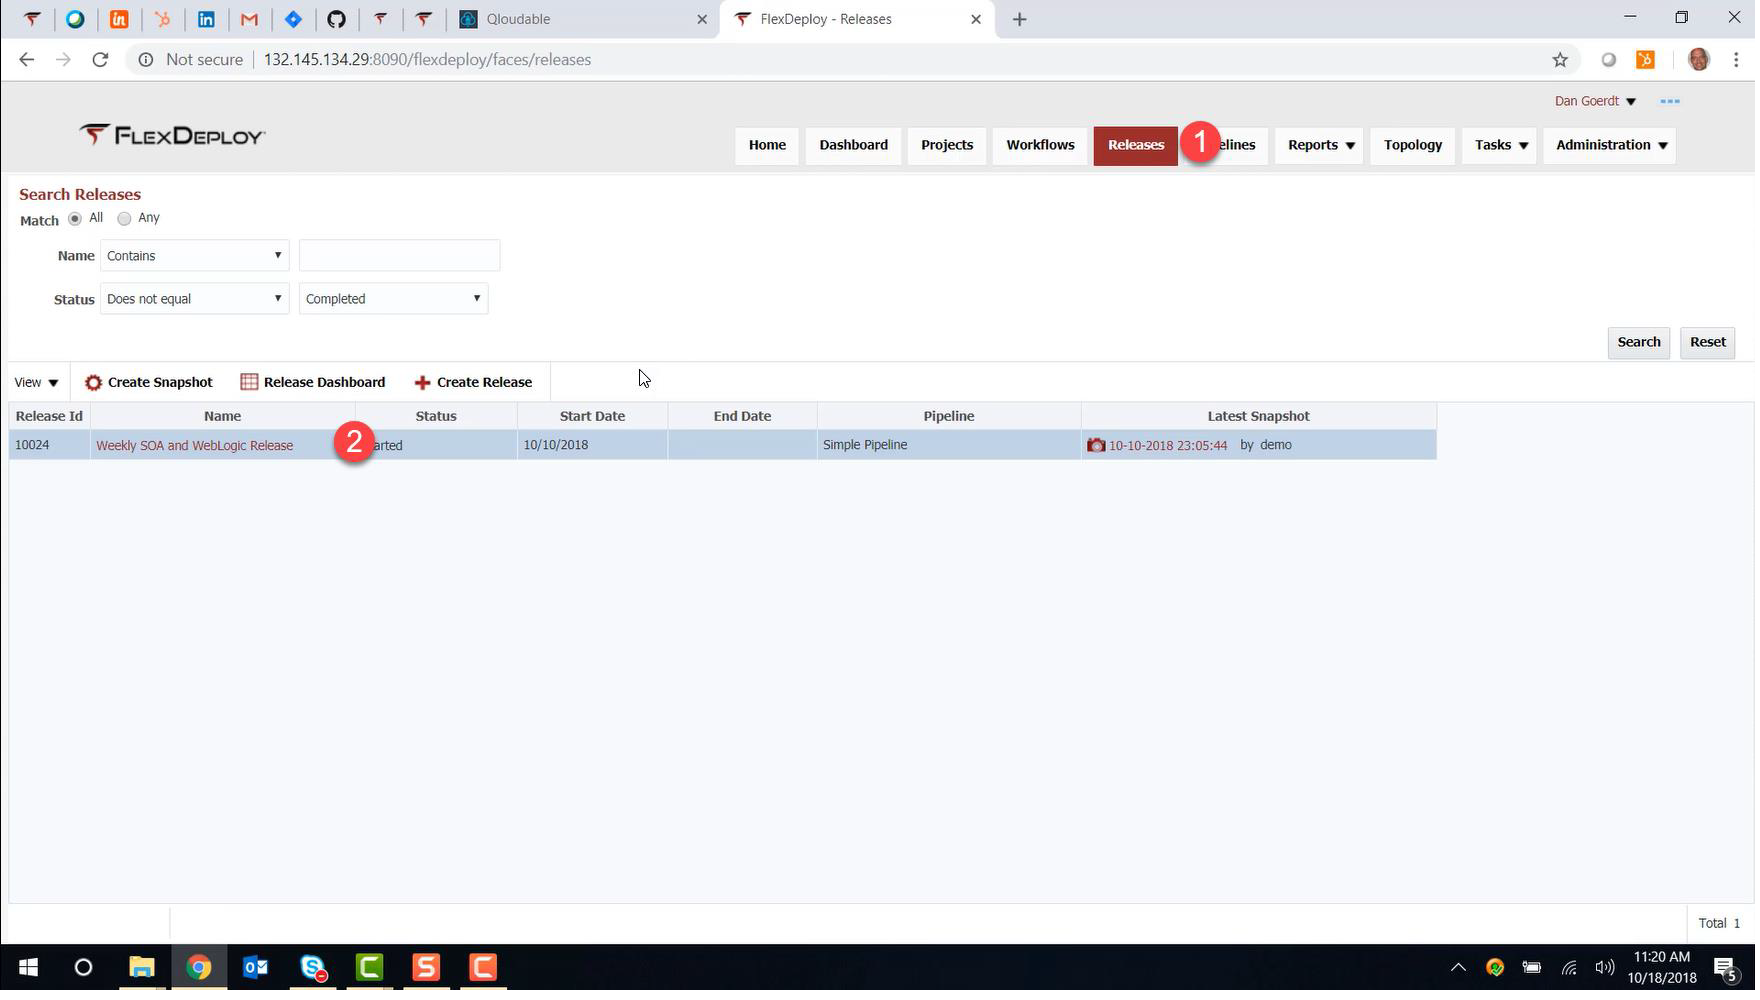 Qloudable
FlexDeploy - Releases
Not secure 132.145.134.29:8090/flexdeploy/faces/releases
Dan Goerdt
FLEXDEPLOY
Home Dashboard Projects Workflows Releases 1 elines Reports Topology Tasks Administration
Search Releases
Match All Any
Name Contains
Status Does not equal Completed
Search Reset
View Create Snapshot Release Dashboard Create Release
Release Id Name Status Start Date End Date Pipeline Latest Snapshot
10024 Weekly SOA and WebLogic Release 2 arted 10/10/2018 Simple Pipeline 10-10-2018 23:05:44 by demo
Total 1
11:20 AM
10/18/2018
5